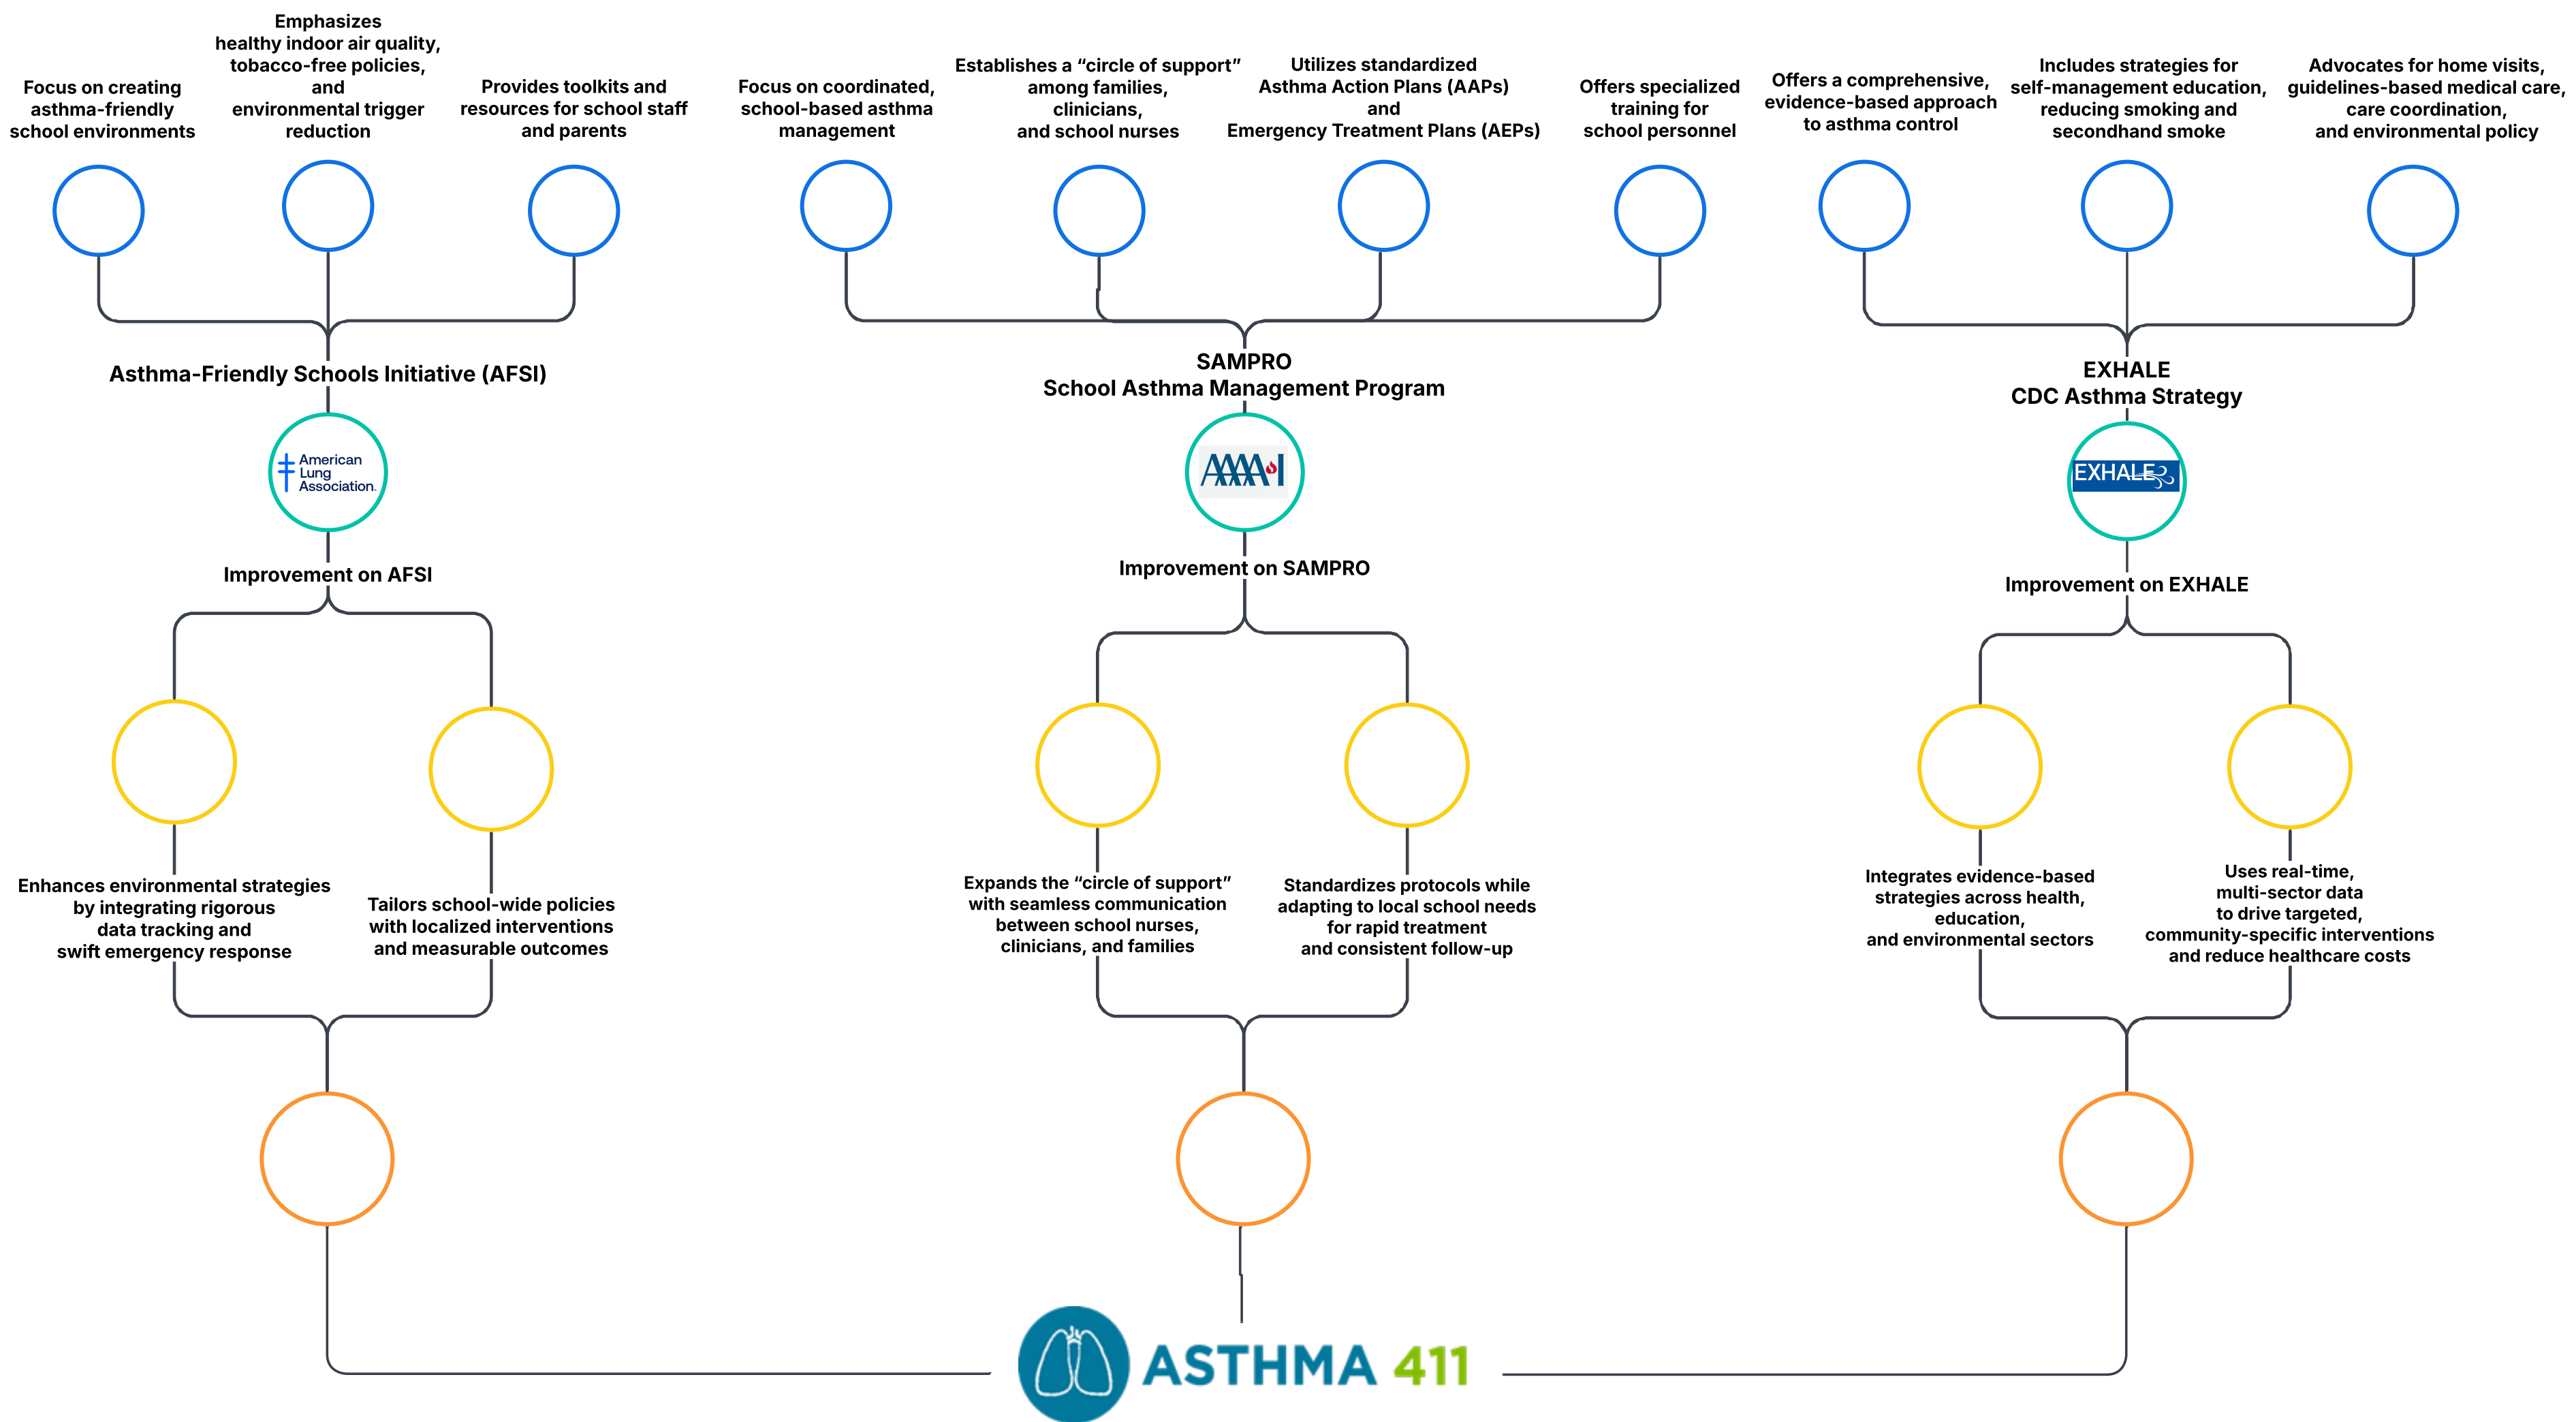 Focus on creating
asthma-friendly
school environments
Emphasizes
healthy indoor air quality,
tobacco-free policies,
and
environmental trigger
reduction
Provides toolkits and
resources for school staff
and parents
Focus on coordinated,
school-based asthma
management
Establishes a “circle of support”
among families,
clinicians,
and school nurses
Utilizes standardized
Asthma Action Plans (AAPs)
and
Emergency Treatment Plans (AEPs)
Offers specialized
training for
school personnel
Offers a comprehensive,
evidence-based approach
to asthma control
Includes strategies for
self-management education,
reducing smoking and
secondhand smoke
Advocates for home visits,
guidelines-based medical care,
care coordination,
and environmental policy
Asthma-Friendly Schools Initiative (AFSI)
SAMPRO
School Asthma Management Program
EXHALE
CDC Asthma Strategy
American
Lung
Association.
AAAAI
EXHALE
Improvement on AFSI
Improvement on SAMPRO
Improvement on EXHALE
Enhances environmental strategies
by integrating rigorous
data tracking and
swift emergency response
Tailors school-wide policies
with localized interventions
and measurable outcomes
Expands the “circle of support”
with seamless communication
between school nurses,
clinicians, and families
Standardizes protocols while
adapting to local school needs
for rapid treatment
and consistent follow-up
Integrates evidence-based
strategies across health,
education,
and environmental sectors
Uses real-time,
multi-sector data
to drive targeted,
community-specific interventions
and reduce healthcare costs
ASTHMA 411